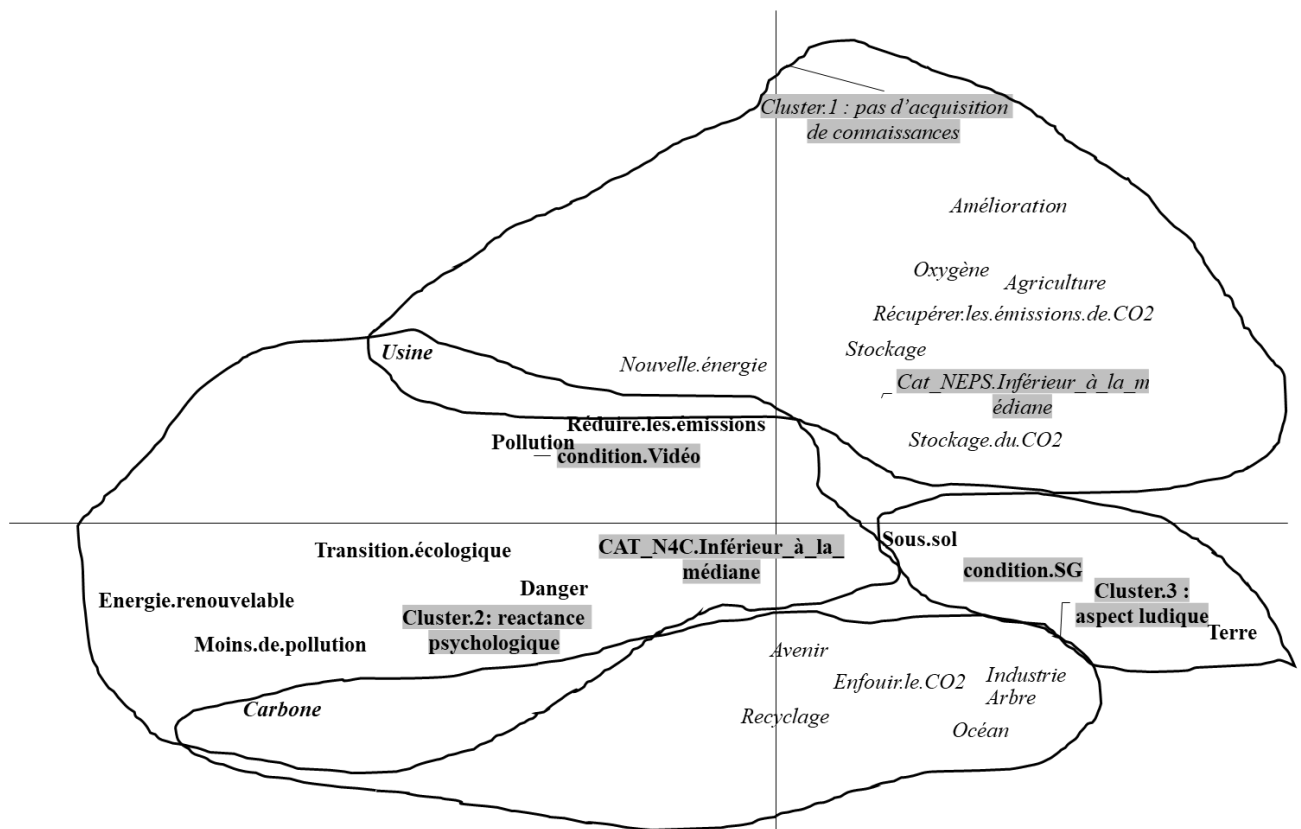 Cluster.1 : pas d’acquisition
de connaissances
Amélioration
Oxygène
Agriculture
Récupérer.les.émissions.de.CO2
Usine
Stockage
Nouvelle.énergie
Cat_NEPS.Inférieur_à_la_m
édiane
Réduire.les.émissions
Pollution
Stockage.du.CO2
condition.Vidéo
Sous.sol
Transition.écologique
CAT_N4C.Inférieur_à_la_
médiane
condition.SG
Danger
Cluster.3 :
aspect ludique
Energie.renouvelable
Cluster.2: reactance
psychologique
Terre
Moins.de.pollution
Avenir
Enfouir.le.CO2
Industrie
Arbre
Carbone
Recyclage
Océan